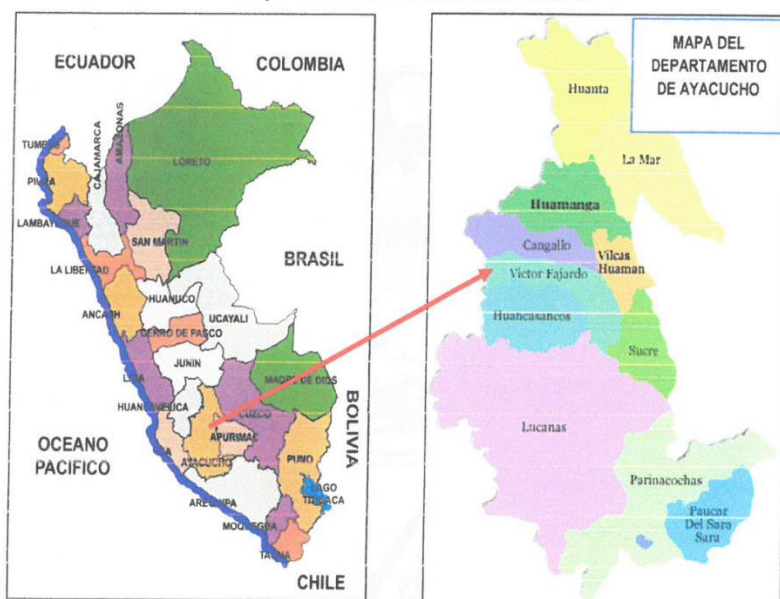 ECUADOR
COLOMBIA
TUMBES
PIURA
CAJAMARCA
AMAZONAS
LORETO
LAMBAYEQUE
SAN MARTIN
LA LIBERTAD
BRASIL
HUANUCO
ANCASH
UCAYALI
CERRO DE PASCO
JUNIN
LIMA
MADRE DE DIOS
HUANCAVELICA
CUZCO
BOLIVIA
OCEANO
PACIFICO
APURIMAC
AYACUCHO
PUNO
LAGO
TITICACA
AREQUIPA
MOQUEGUA
TACNA
CHILE
MAPA DEL
DEPARTAMENTO
DE AYACUCHO
Huanta
La Mar
Huamanga
Cangallo
Vilcas
Huaman
Victor Fajardo
Huancasancos
Sucre
Lucanas
Parinacochas
Paucar
Del Sara
Sara